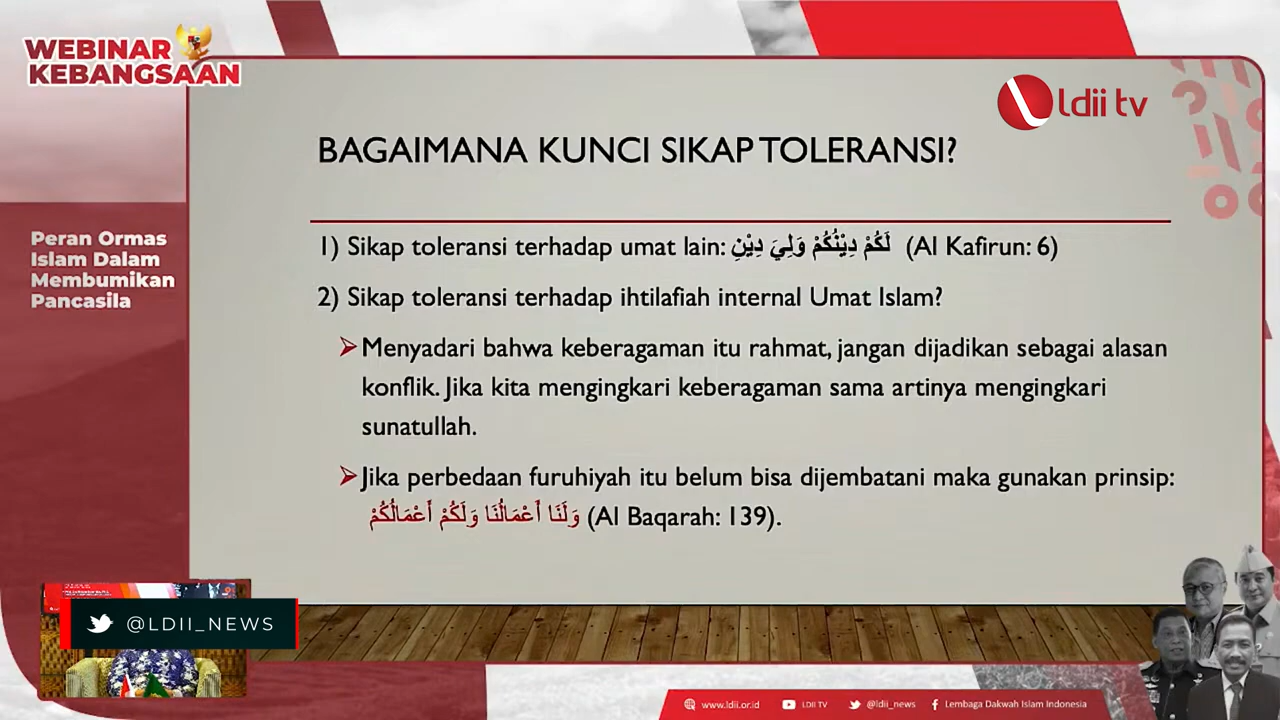 WEBINAR
KEBANGSAAN
ldii tv
BAGAIMANA KUNCI SIKAP TOLERANSI?
Peran Ormas
Islam Dalam
Membumikan
Pancasila
1) Sikap toleransi terhadap umat lain: لَكُمْ دِيْنُكُمْ وَلِيَ دِيْنِ (Al Kafirun: 6)
2) Sikap toleransi terhadap ihtilafiah internal Umat Islam?
Menyadari bahwa keberagaman itu rahmat, jangan dijadikan sebagai alasan
konflik. Jika kita mengingkari keberagaman sama artinya mengingkari
sunatullah.
Jika perbedaan furuhiyah itu belum bisa dijembatani maka gunakan prinsip:
وَلَنَا أَعْمَالُنَا وَلَكُمْ أَعْمَالُكُمْ (Al Baqarah: 139).
@LDII_NEWS
www.ldii.or.id LDII TV @ldii_news Lembaga Dakwah Islam Indonesia